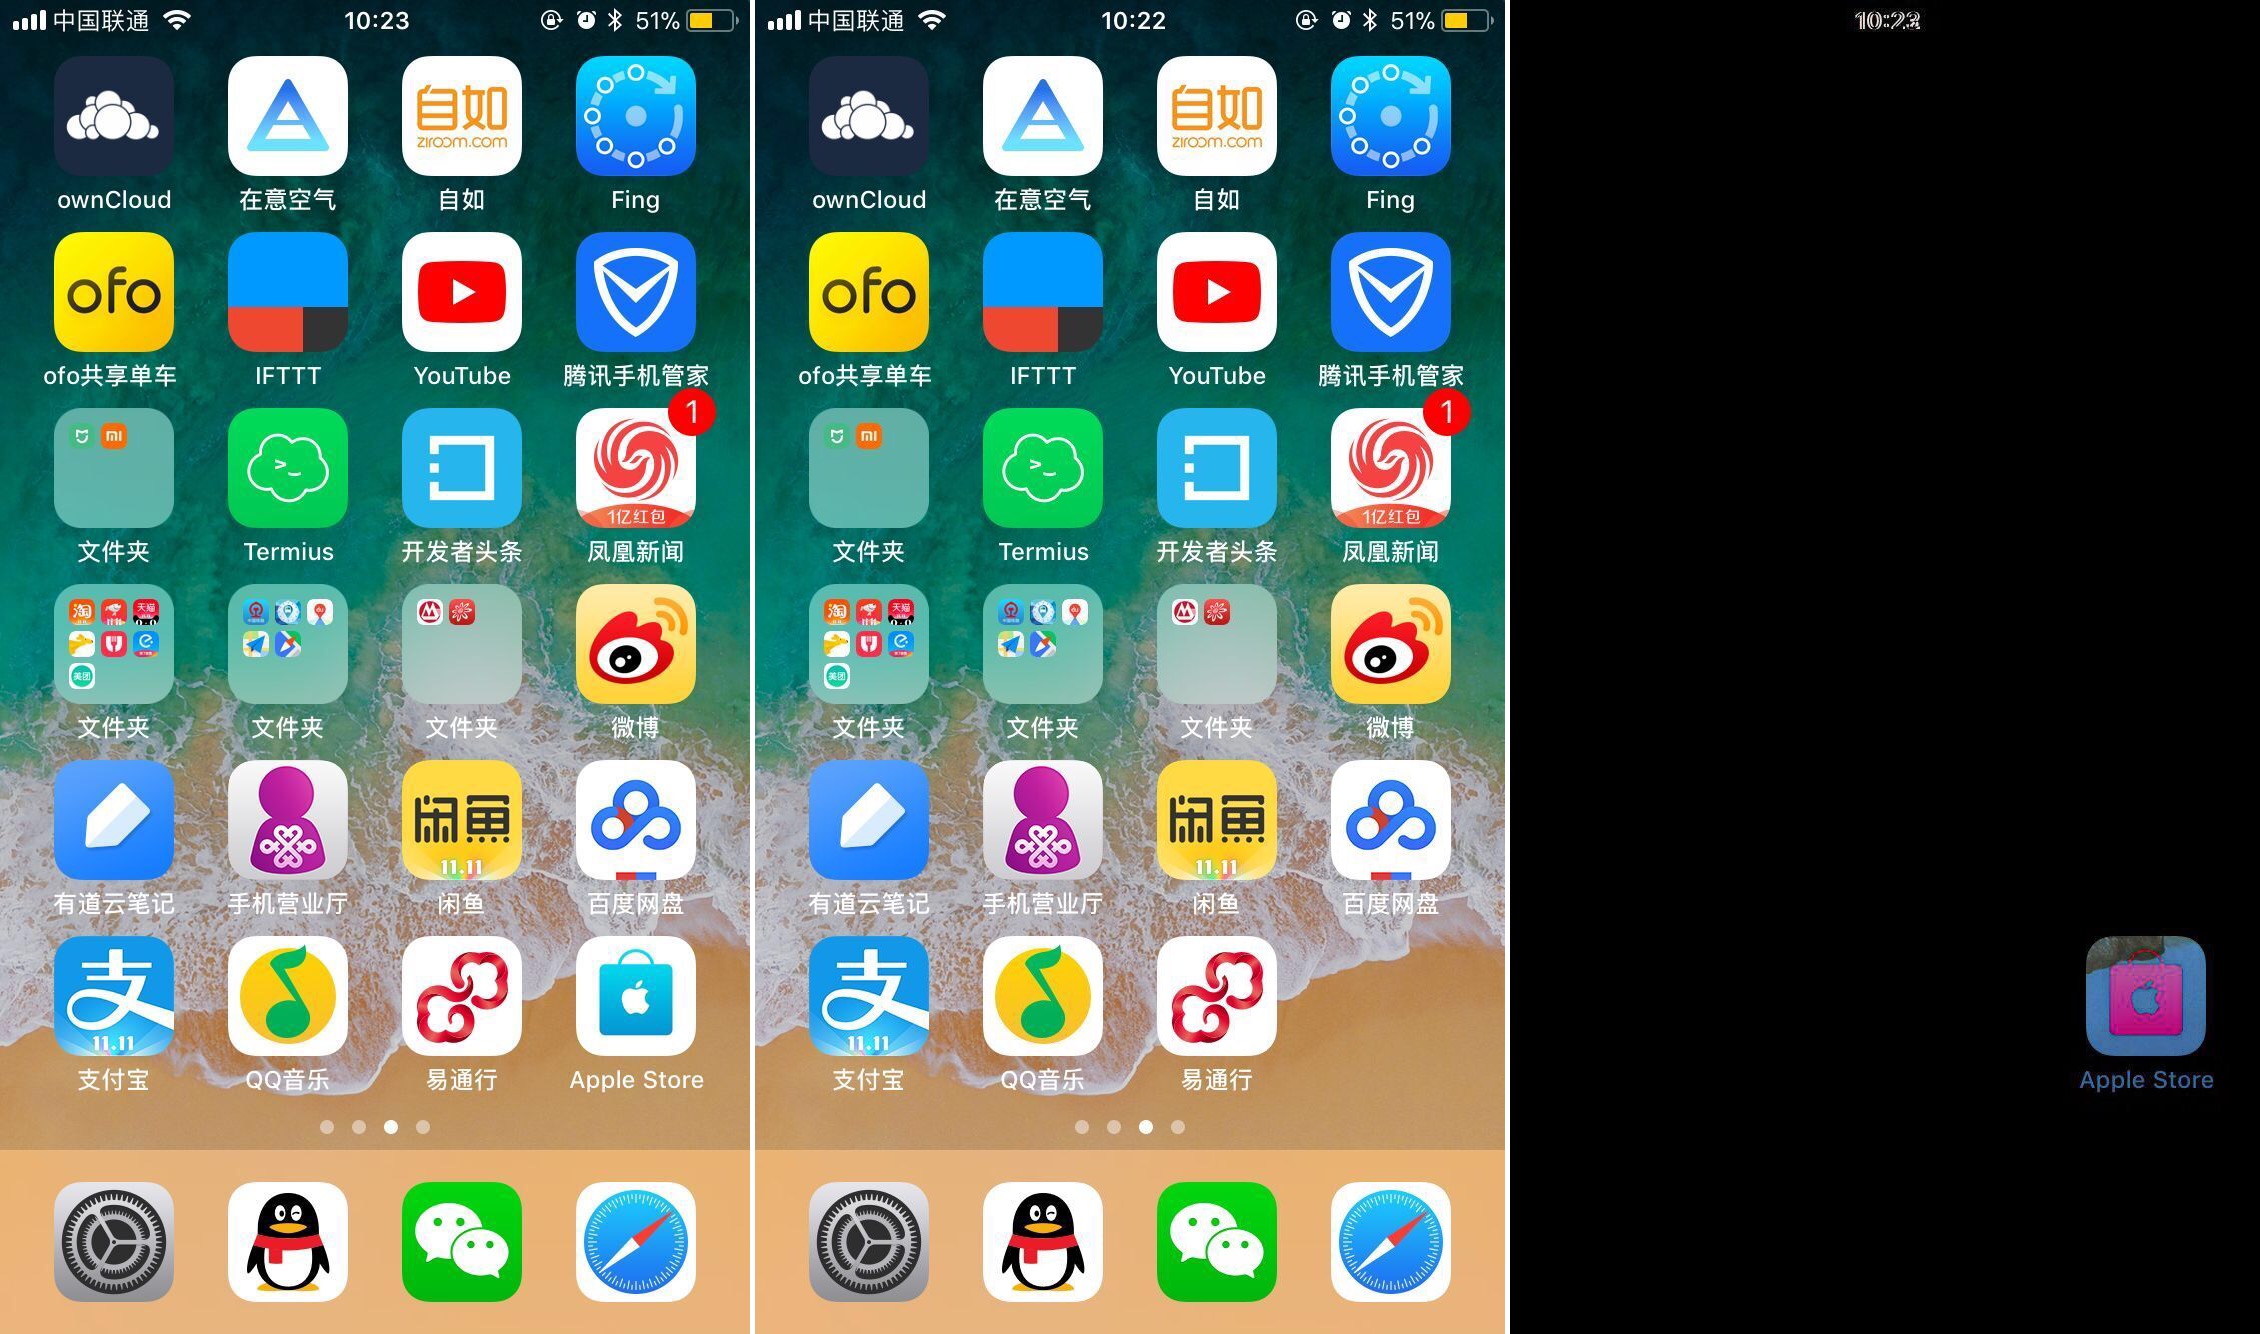 中国联通 10:23 51%
ownCloud 在意空气 自如 ziroom.com 自如 Fing
ofo ofo共享单车 IFTTT YouTube 腾讯手机管家
文件夹 Termius 开发者头条 1 1亿红包 凤凰新闻
文件夹 文件夹 文件夹 微博
有道云笔记 手机营业厅 闲鱼 11.11 闲鱼 百度网盘
支 11.11 支付宝 QQ音乐 易通行 Apple Store
中国联通 10:22 51%
ownCloud 在意空气 自如 ziroom.com 自如 Fing
ofo ofo共享单车 IFTTT YouTube 腾讯手机管家
文件夹 Termius 开发者头条 1 1亿红包 凤凰新闻
文件夹 文件夹 文件夹 微博
有道云笔记 手机营业厅 闲鱼 11.11 闲鱼 百度网盘
支 11.11 支付宝 QQ音乐 易通行
Apple Store